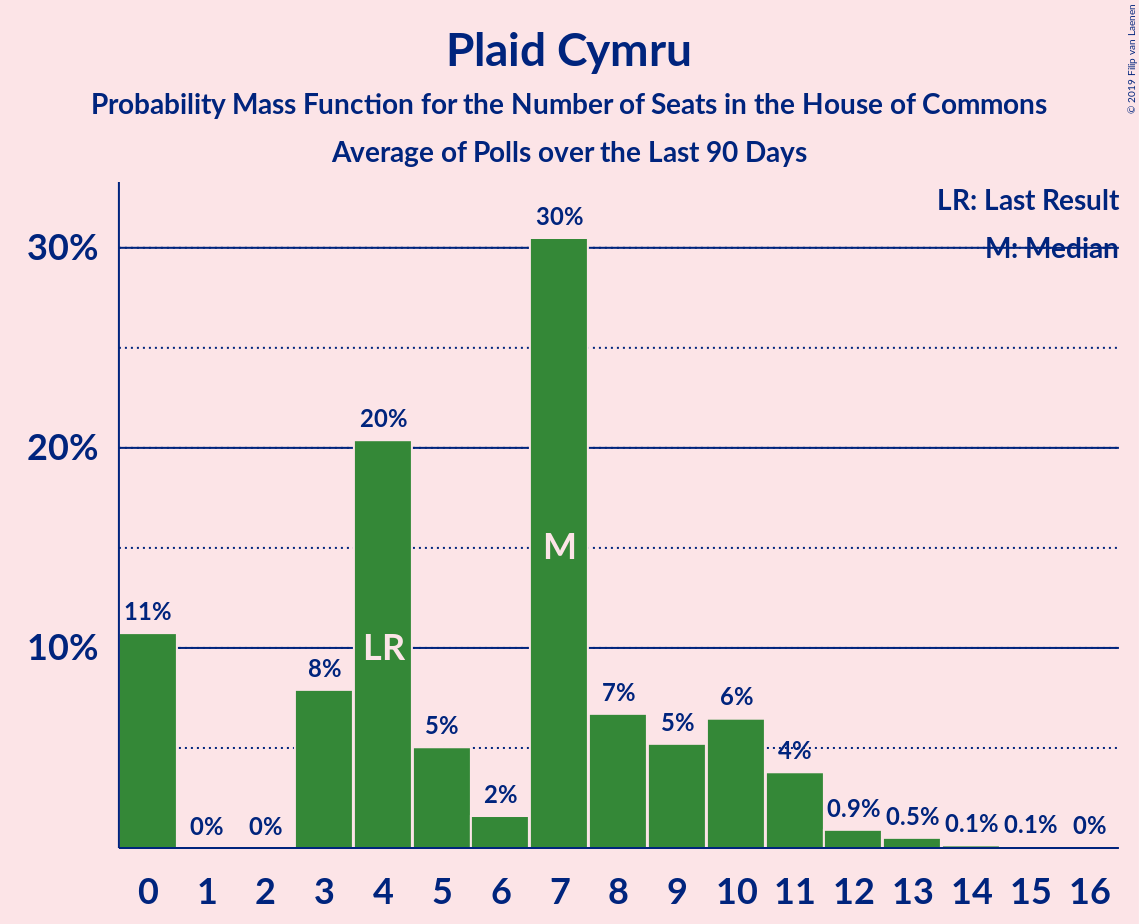 Plaid Cymru
Probability Mass Function for the Number of Seats in the House of Commons
Average of Polls over the Last 90 Days
© 2019 Filip van Laenen
LR: Last Result
M: Median
30%
20%
10%
11%
0%
0%
8%
20%
5%
2%
30%
7%
5%
6%
4%
0.9%
0.5%
0.1%
0.1%
0%
LR
M
0 1 2 3 4 5 6 7 8 9 10 11 12 13 14 15 16